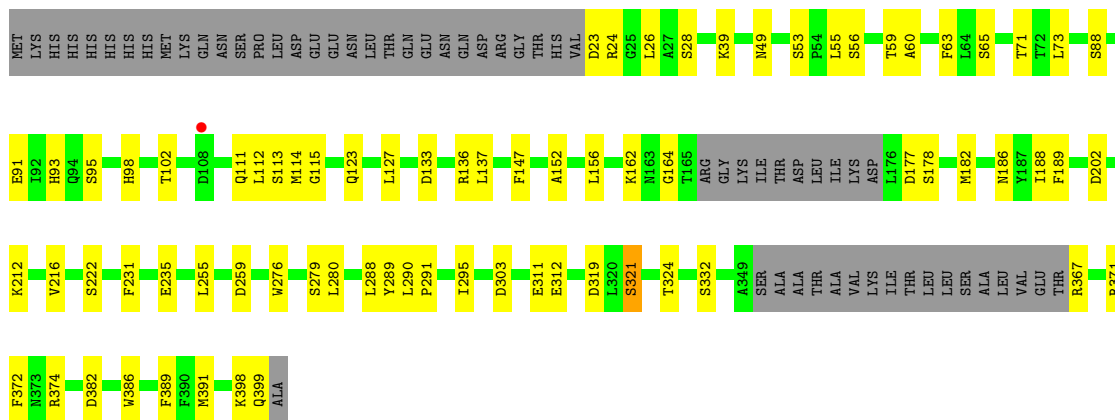 MET LYS HIS HIS HIS HIS HIS HIS MET LYS GLN ASN SER PRO LEU ASP GLU GLU ASN LEU THR GLN GLU ASN GLN ASP ARG GLY THR HIS VAL D23 R24 G25 L26 A27 S28 K39 N49 S53 P54 L55 S56 T59 A60 F63 L64 S65 T71 T72 L73 S88
E91 I92 H93 Q94 S95 H98 T102 D108 Q111 L112 S113 M114 G115 Q123 L127 D133 R136 L137 F147 A152 L156 K162 N163 G164 T165 ARG GLY LYS ILE THR ASP LEU ILE LYS ASP L176 D177 S178 M182 N186 Y187 I188 F189 D202
K212 V216 S222 F231 E235 L255 D259 W276 S279 L280 L288 Y289 L290 P291 I295 D303 E311 E312 D319 L320 S321 T324 S332 A349 SER ALA ALA THR ALA VAL LYS ILE THR LEU LEU SER ALA LEU VAL GLU THR R367 R371
F372 N373 R374 D382 W386 F389 F390 M391 K398 Q399 ALA